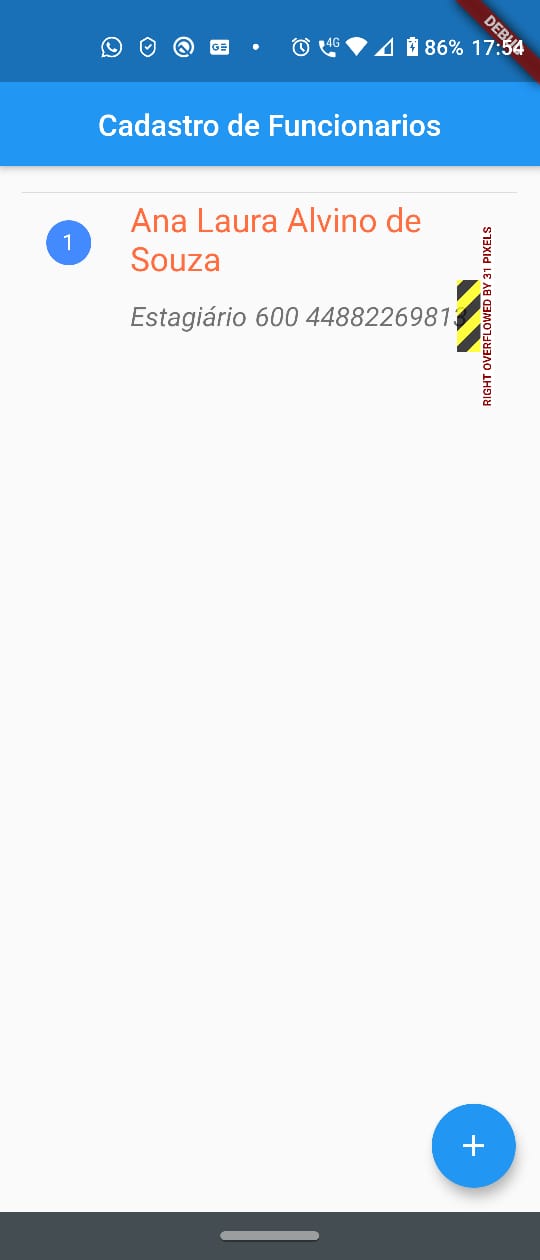 4G 86% 17:54
DEBUG
Cadastro de Funcionarios
1
Ana Laura Alvino de
Souza
Estagiário 600 44882269813
RIGHT OVERFLOWED BY 31 PIXELS